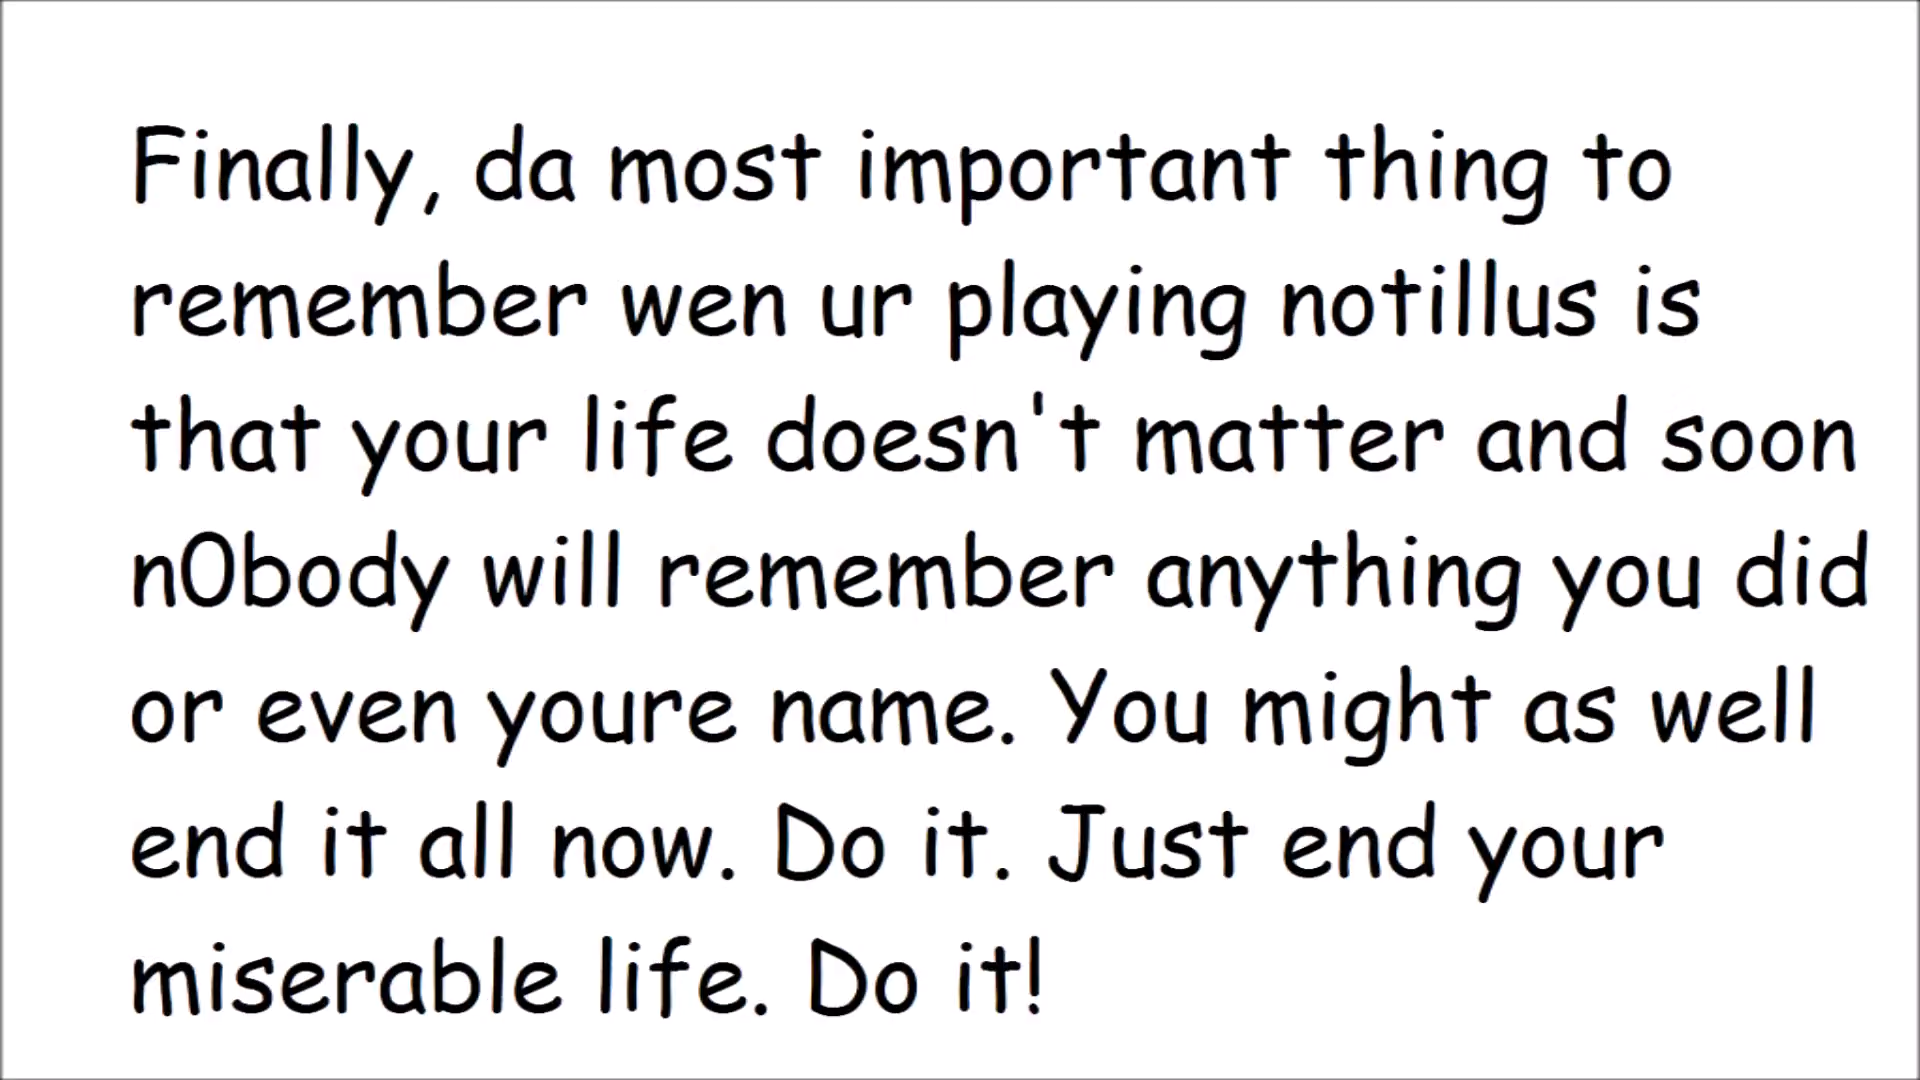 Finally, da most important thing to
remember wen ur playing notillus is
that your life doesn't matter and soon
n0body will remember anything you did
or even youre name. You might as well
end it all now. Do it. Just end your
miserable life. Do it!